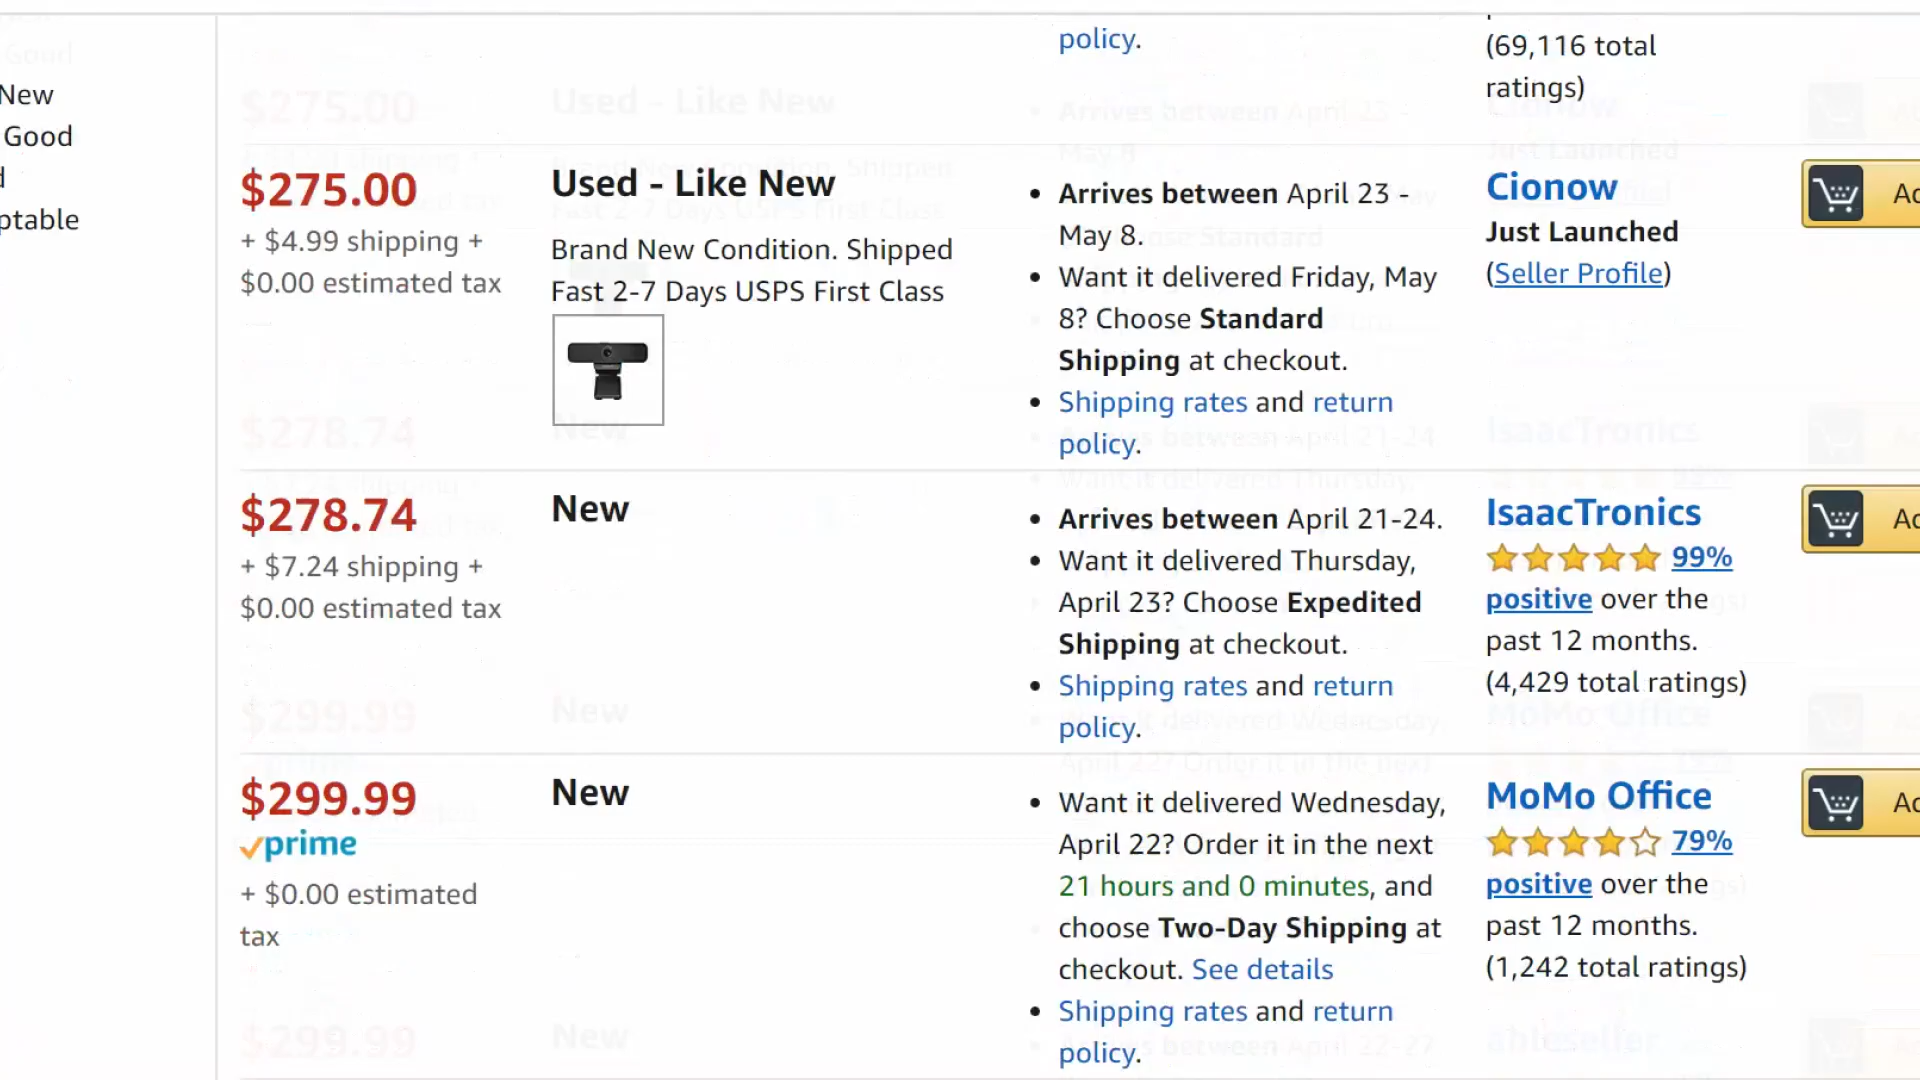 New
Good
ptable
policy.
(69,116 total
ratings)
$275.00
+ $4.99 shipping +
$0.00 estimated tax
Used - Like New
Brand New Condition. Shipped
Fast 2-7 Days USPS First Class
Arrives between April 23 -
May 8.
Want it delivered Friday, May
8? Choose Standard
Shipping at checkout.
Shipping rates and return
policy.
Cionow
Just Launched
(Seller Profile)
$278.74
+ $7.24 shipping +
$0.00 estimated tax
New
Arrives between April 21-24.
Want it delivered Thursday,
April 23? Choose Expedited
Shipping at checkout.
Shipping rates and return
policy.
IsaacTronics
99%
positive over the
past 12 months.
(4,429 total ratings)
$299.99
prime
+ $0.00 estimated
tax
New
Want it delivered Wednesday,
April 22? Order it in the next
21 hours and 0 minutes, and
choose Two-Day Shipping at
checkout. See details
Shipping rates and return
policy.
MoMo Office
79%
positive over the
past 12 months.
(1,242 total ratings)